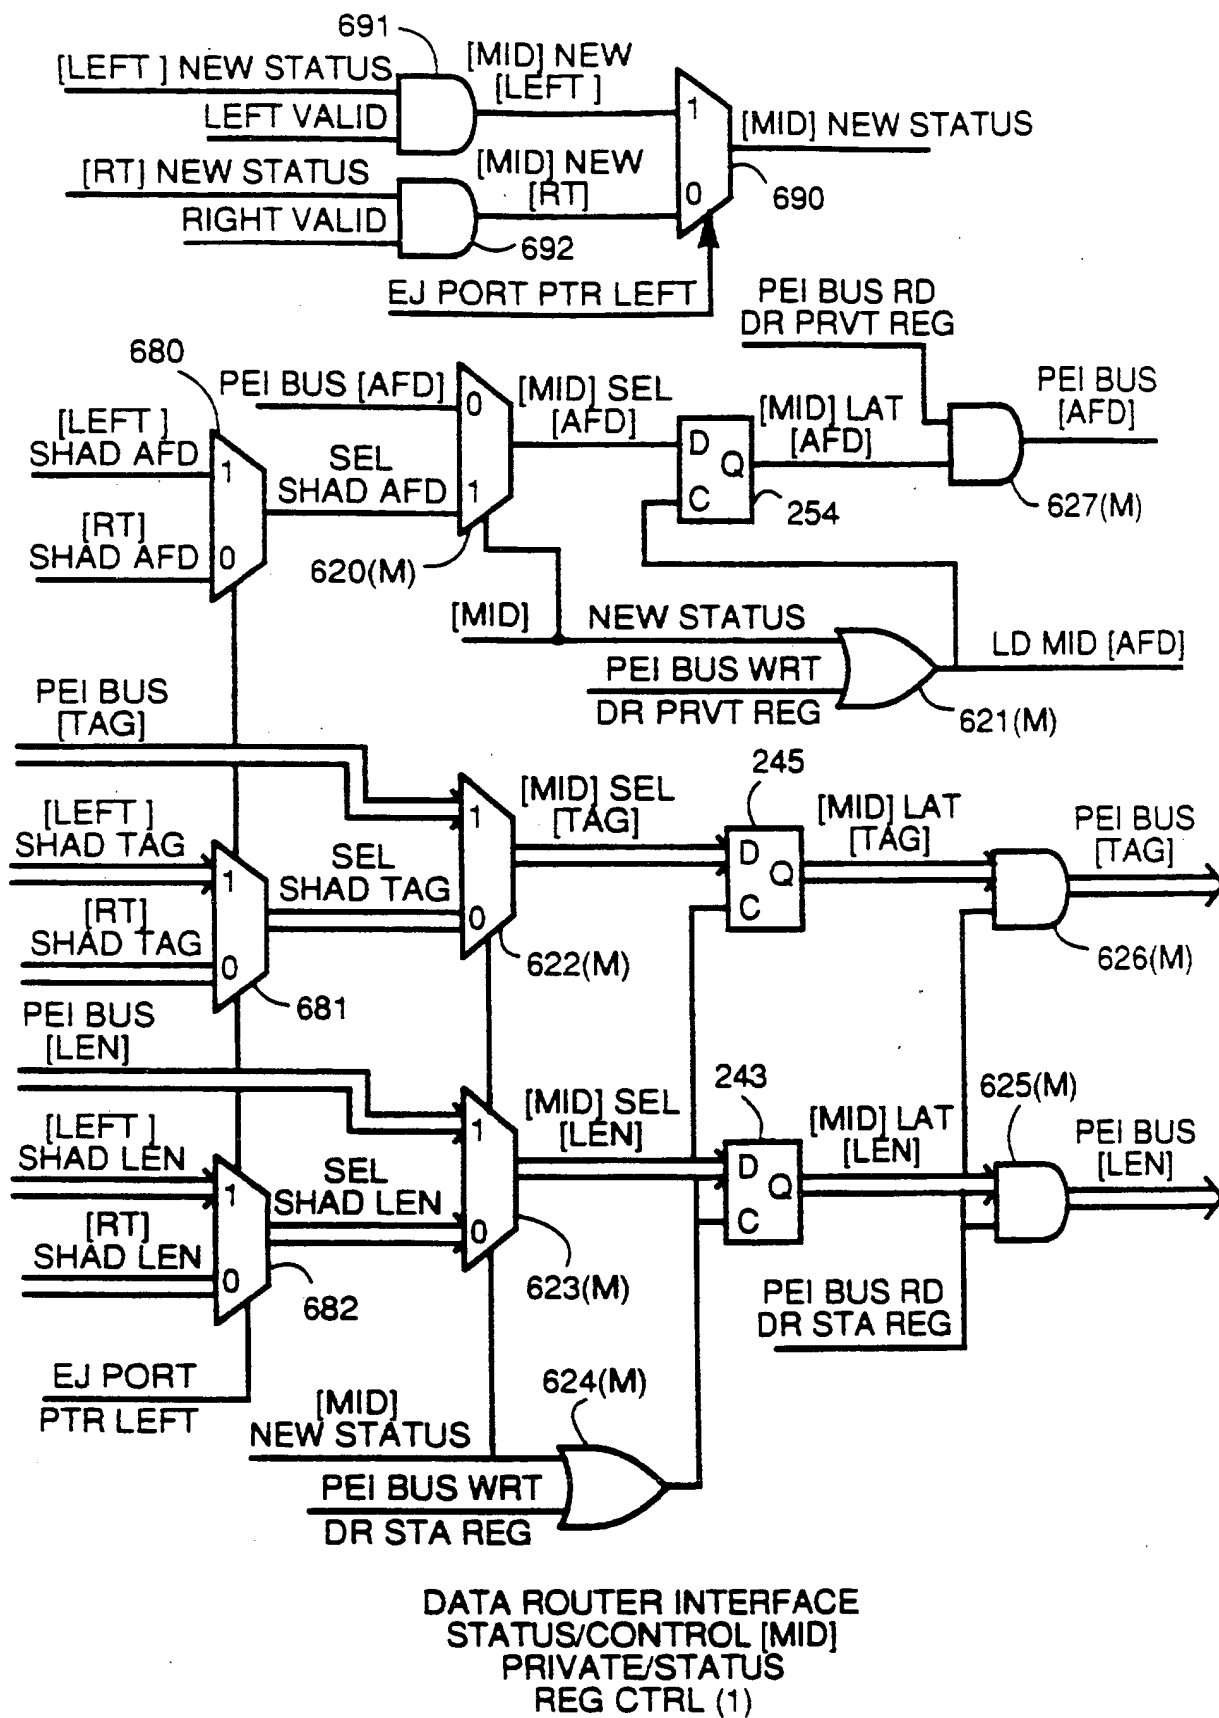 691
[LEFT ] NEW STATUS
LEFT VALID
[MID] NEW
[LEFT ]
1
[MID] NEW STATUS
[RT] NEW STATUS
RIGHT VALID
[MID] NEW
[RT]
0
690
692
EJ PORT PTR LEFT
PEI BUS RD
DR PRVT REG
680
PEI BUS [AFD]
0
[MID] SEL
[AFD]
[MID] LAT
[AFD]
PEI BUS
[AFD]
[LEFT ]
SHAD AFD
1
SEL
SHAD AFD
1
D
Q
C
254
627(M)
[RT]
SHAD AFD
0
620(M)
[MID]
NEW STATUS
PEI BUS WRT
DR PRVT REG
LD MID [AFD]
621(M)
PEI BUS
[TAG]
1
[MID] SEL
[TAG]
245
[MID] LAT
[TAG]
PEI BUS
[TAG]
[LEFT ]
SHAD TAG
1
SEL
SHAD TAG
0
D
Q
C
[RT]
SHAD TAG
0
622(M)
626(M)
681
PEI BUS
[LEN]
1
[MID] SEL
[LEN]
243
[MID] LAT
[LEN]
625(M)
PEI BUS
[LEN]
[LEFT ]
SHAD LEN
1
SEL
SHAD LEN
0
D
Q
C
[RT]
SHAD LEN
0
682
623(M)
PEI BUS RD
DR STA REG
EJ PORT
PTR LEFT
[MID]
NEW STATUS
624(M)
PEI BUS WRT
DR STA REG
DATA ROUTER INTERFACE
STATUS/CONTROL [MID]
PRIVATE/STATUS
REG CTRL (1)